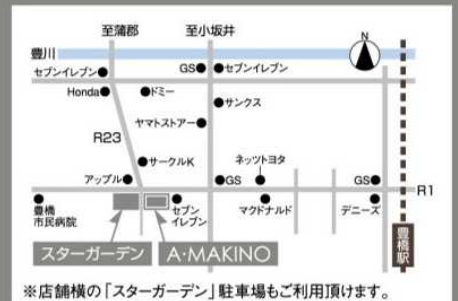 至蒲郡
至小坂井
N
豊川
セブンイレブン
GS
セブンイレブン
Honda
ドミー
サンクス
ヤマトストアー
R23
サークルK
ネッツトヨタ
アップル
GS
GS
R1
豊橋
市民病院
セブン
イレブン
マクドナルド
デニーズ
豊橋駅
スターガーデン
A・MAKINO
※店舗横の「スターガーデン」駐車場もご利用頂けます。